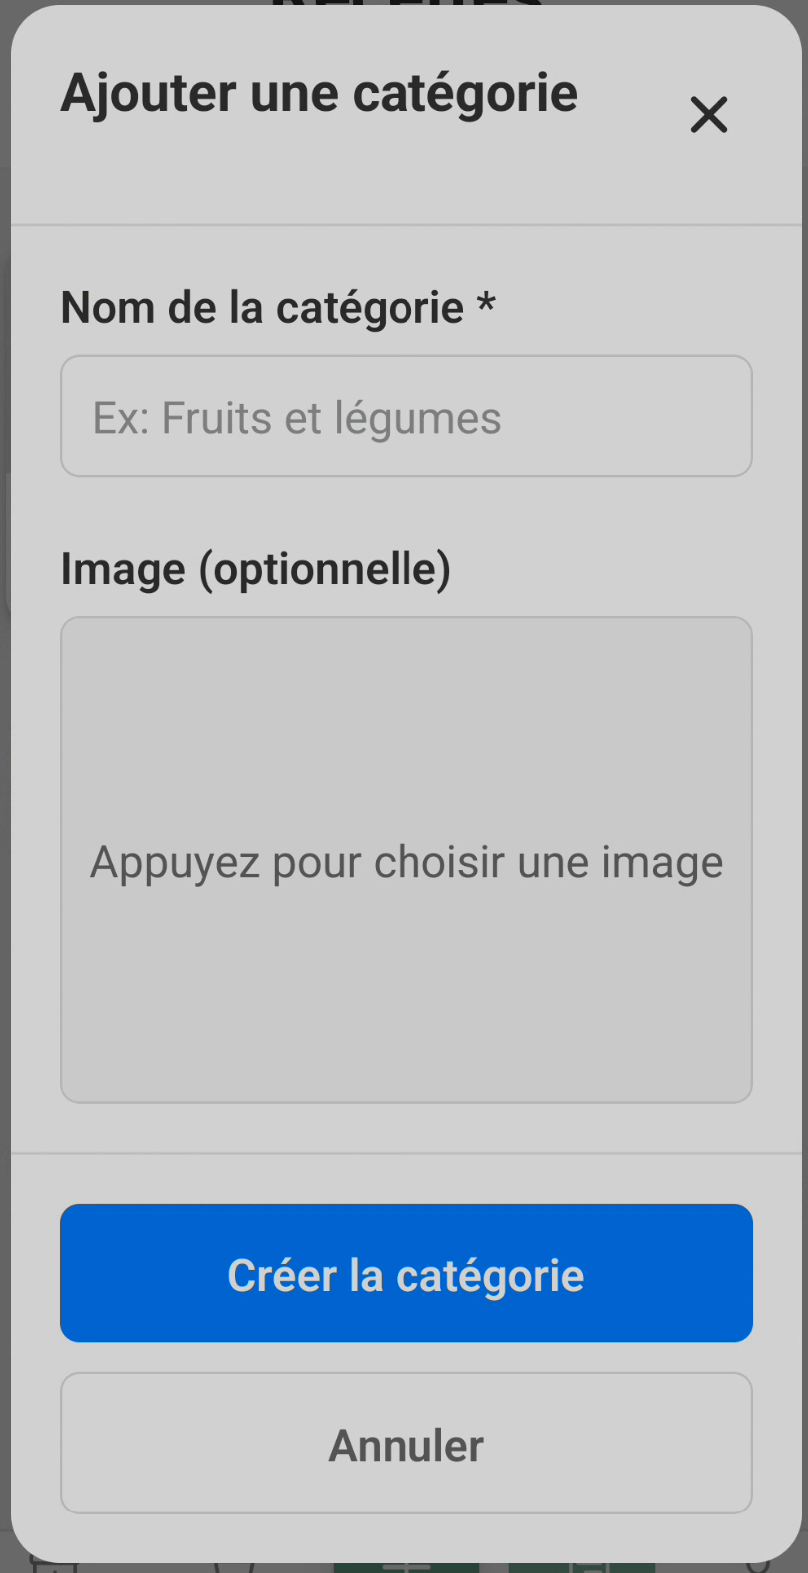 Ajouter une catégorie
Nom de la catégorie *
Ex: Fruits et légumes
Image (optionnelle)
Appuyez pour choisir une image
Créer la catégorie
Annuler